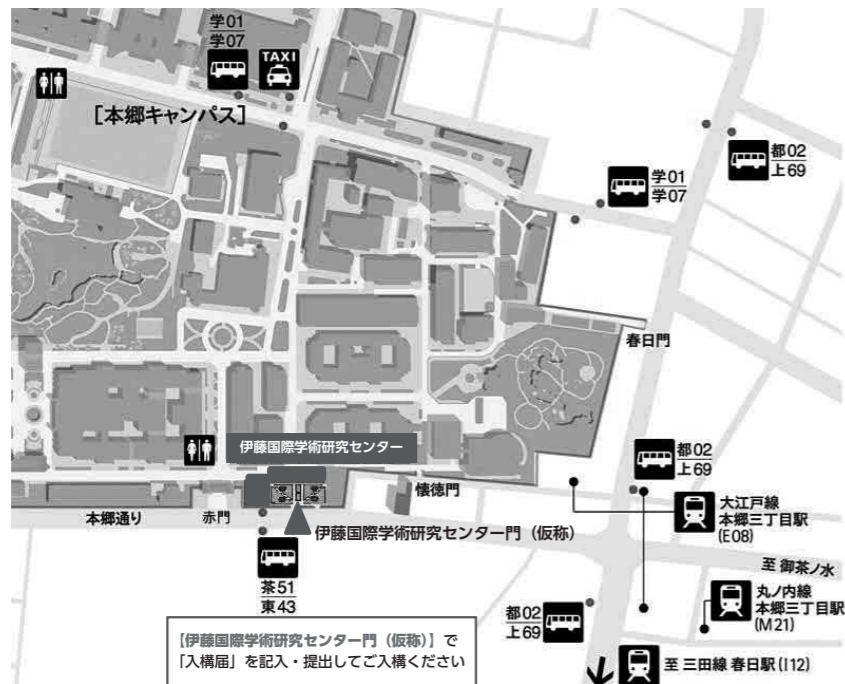 学01
学07
TAXI
[本郷キャンパス]
都02
上69
学01
学07
春日門
伊藤国際学術研究センター
都02
上69
懐徳門
大江戸線
本郷三丁目駅
(E08)
本郷通り
赤門
伊藤国際学術研究センター門(仮称)
至 御茶ノ水
茶51
東43
丸ノ内線
本郷三丁目駅
(M21)
都02
上69
【伊藤国際学術研究センター門(仮称)】で
「入構届」を記入・提出してご入構ください
至 三田線 春日駅(I12)